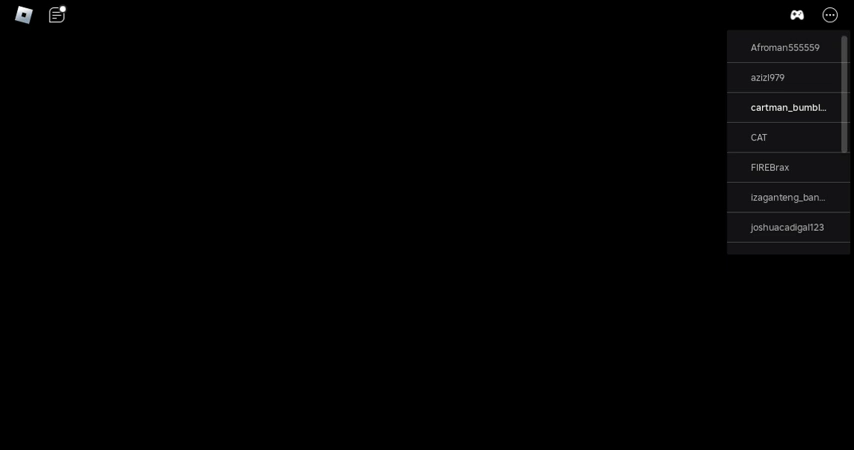 Afroman555559
azizl979
cartman_bumbl...
CAT
FIREBrax
izaganteng_ban...
joshuacadigal123